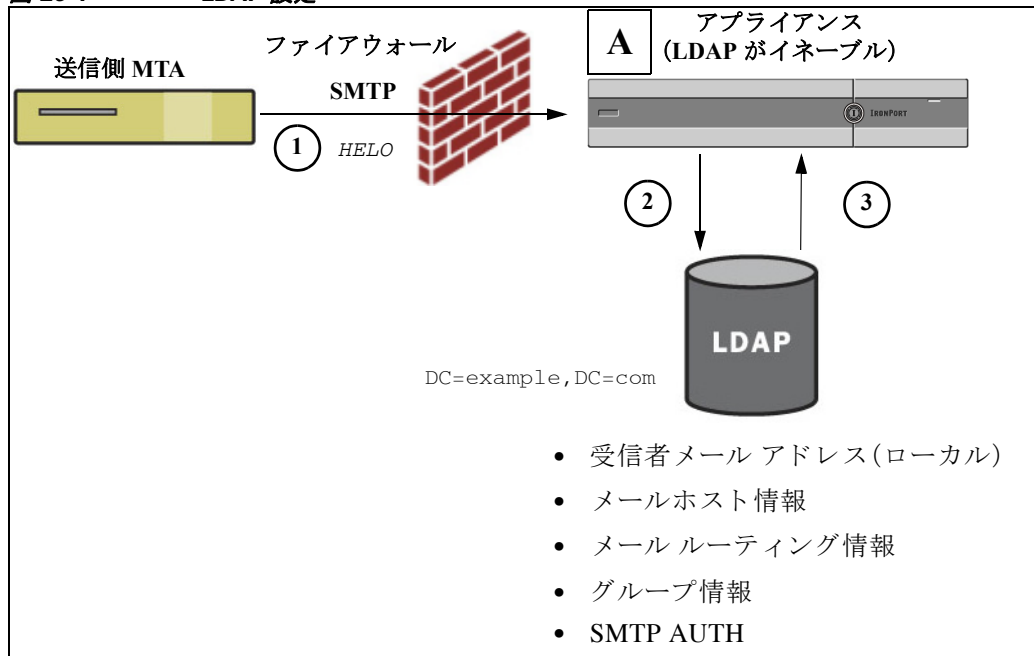 ファイアウォール
アプライアンス
(LDAP がイネーブル)
A
送信側 MTA
SMTP
IRONPORT
1
HELO
2
3
LDAP
DC=example,DC=com
• 受信者メール アドレス(ローカル)
• メールホスト情報
• メール ルーティング情報
• グループ情報
• SMTP AUTH